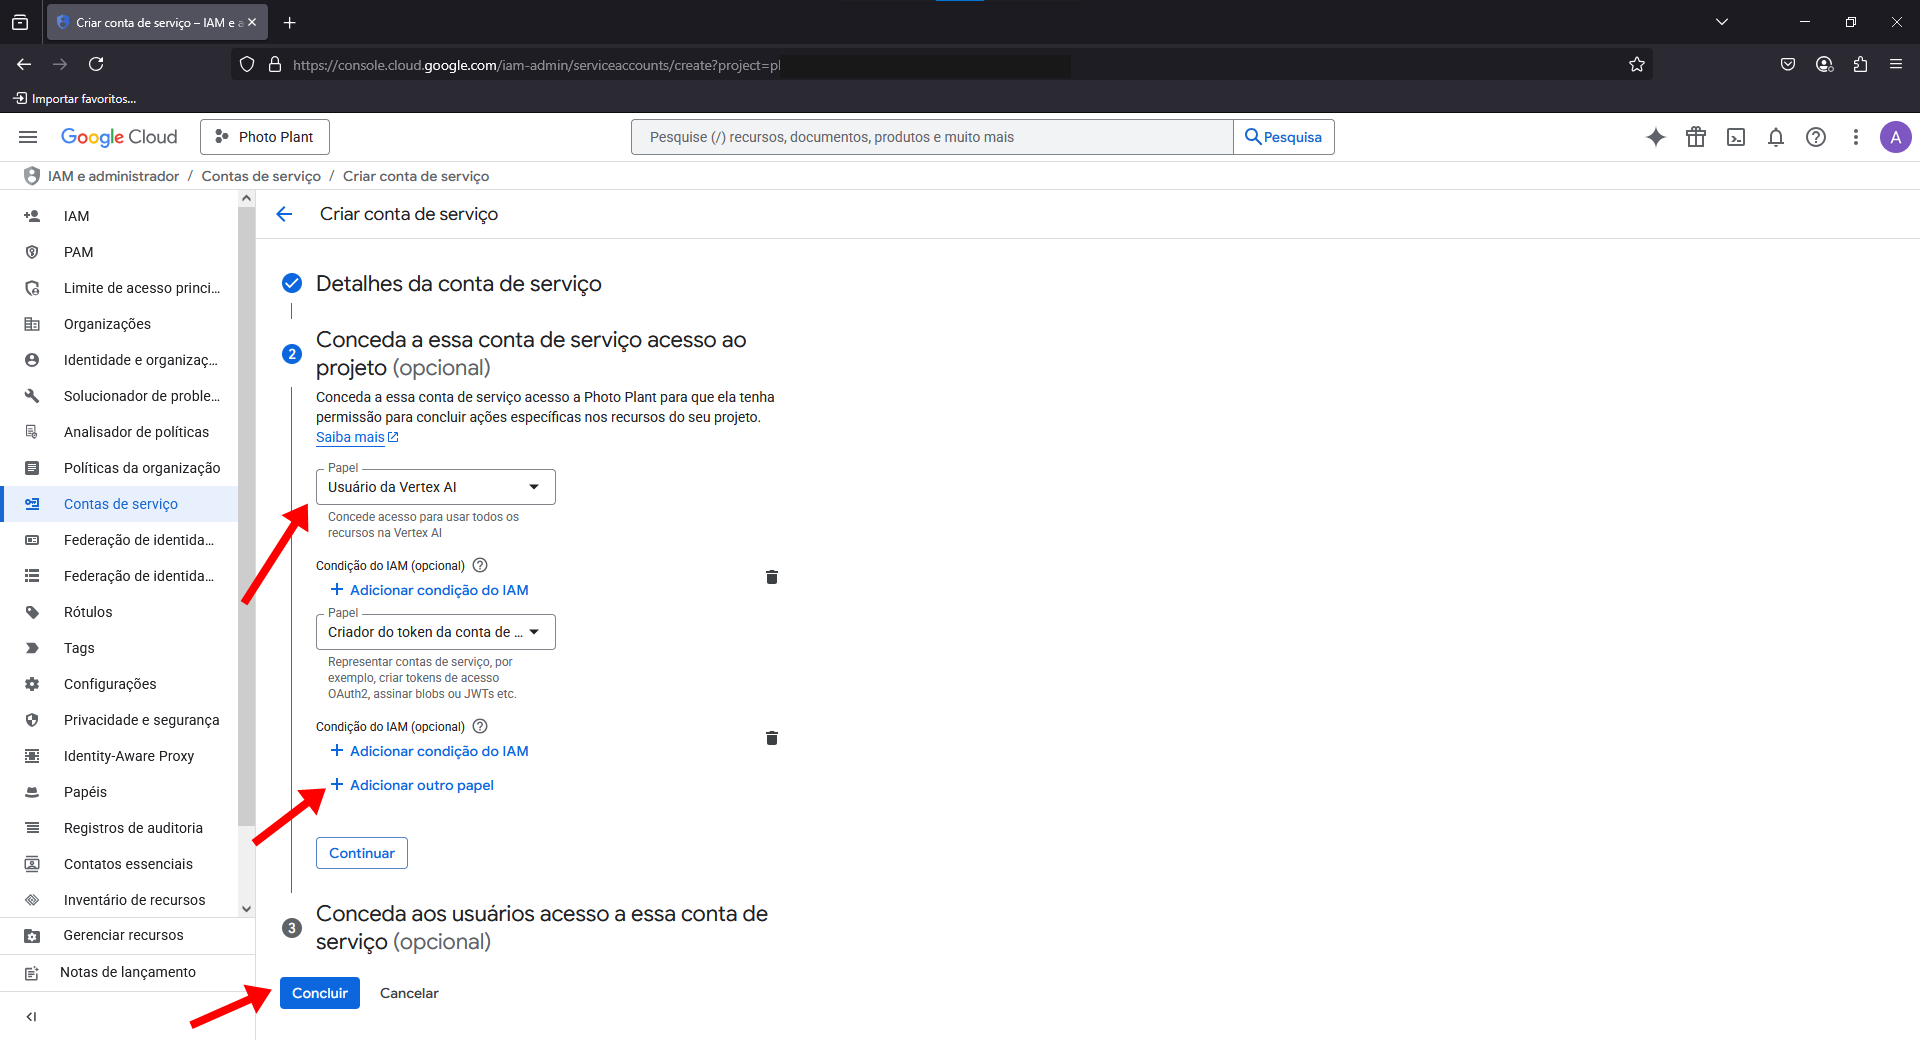 Criar conta de serviço – IAM e a
https://console.cloud.google.com/iam-admin/serviceaccounts/create?project=pl
Importar favoritos...
Google Cloud
Photo Plant
Pesquise (/) recursos, documentos, produtos e muito mais
Pesquisa
A
IAM e administrador / Contas de serviço / Criar conta de serviço
IAM
PAM
Limite de acesso princi...
Organizações
Identidade e organizaç...
Solucionador de proble...
Analisador de políticas
Políticas da organização
Contas de serviço
Federação de identida...
Federação de identida...
Rótulos
Tags
Configurações
Privacidade e segurança
Identity-Aware Proxy
Papéis
Registros de auditoria
Contatos essenciais
Inventário de recursos
Gerenciar recursos
Notas de lançamento
Criar conta de serviço
Detalhes da conta de serviço
2
Conceda a essa conta de serviço acesso ao
projeto (opcional)
Conceda a essa conta de serviço acesso a Photo Plant para que ela tenha
permissão para concluir ações específicas nos recursos do seu projeto.
Saiba mais
Papel
Usuário da Vertex AI
Concede acesso para usar todos os
recursos na Vertex AI
Condição do IAM (opcional)
+ Adicionar condição do IAM
Papel
Criador do token da conta de ...
Representar contas de serviço, por
exemplo, criar tokens de acesso
OAuth2, assinar blobs ou JWTs etc.
Condição do IAM (opcional)
+ Adicionar condição do IAM
+ Adicionar outro papel
Continuar
3
Conceda aos usuários acesso a essa conta de
serviço (opcional)
Concluir
Cancelar